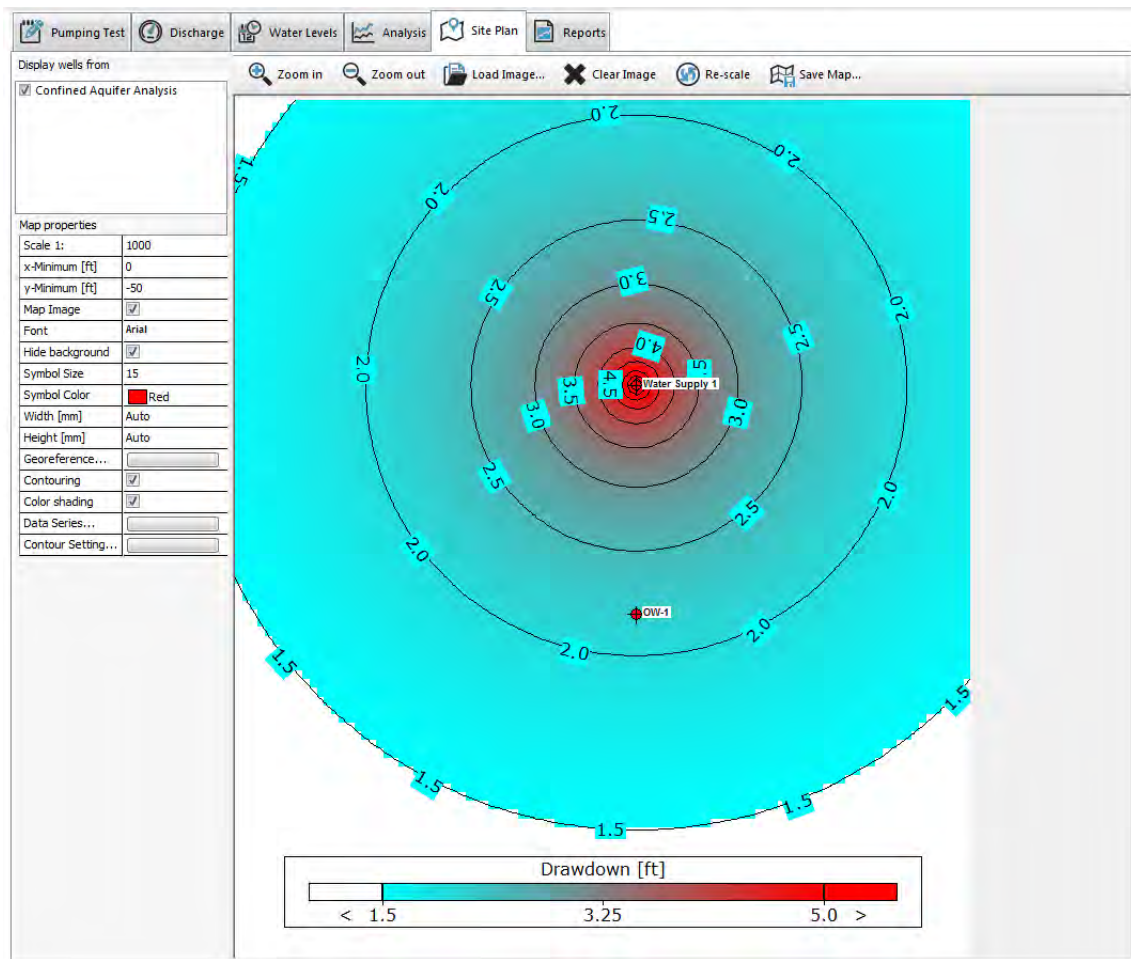 Pumping Test Discharge Water Levels Analysis Site Plan Reports
Display wells from
Confined Aquifer Analysis
Zoom in Zoom out Load Image... Clear Image Re-scale Save Map...
Map properties
Scale 1: 1000
x-Minimum [ft] 0
y-Minimum [ft] -50
Map Image
Font Arial
Hide background
Symbol Size 15
Symbol Color Red
Width [mm] Auto
Height [mm] Auto
Georeference...
Contouring
Color shading
Data Series...
Contour Setting...
2.0
2.0
1.5
2.0
2.5
3.0
2.5
2.0
4.0
2.5
2.0
5.
4.5
Water Supply 1
3.5
3.0
3.0
2.5
2.0
2.5
2.0
OW-1
2.0
2.0
1.5
1.5
1.5
1.5
1.5
Drawdown [ft]
< 1.5 3.25 5.0 >